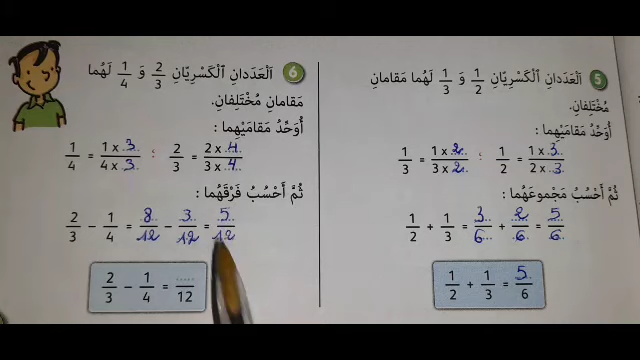 5 اَلْعَدَدانِ ٱلْكَسْرِيّانِ 1/2 وَ 1/3 لَهُما مَقامانِ
مُخْتَلِفانِ.
أُوَحِّدُ مَقامَيْهِما :
1/2 = 1 x 3 / 2 x 3 ; 1/3 = 1 x 2 / 3 x 2
ثُمَّ أَحْسُبُ مَجْموعَهُما :
1/2 + 1/3 = 3/6 + 2/6 = 5/6
1/2 + 1/3 = 5/6
6 اَلْعَدَدانِ ٱلْكَسْرِيّانِ 2/3 وَ 1/4 لَهُما
مَقامانِ مُخْتَلِفانِ.
أُوَحِّدُ مَقامَيْهِما :
2/3 = 2 x 4 / 3 x 4 ; 1/4 = 1 x 3 / 4 x 3
ثُمَّ أَحْسُبُ فَرْقَهُما :
2/3 − 1/4 = 8/12 − 3/12 = 5/12
2/3 − 1/4 = ...../12